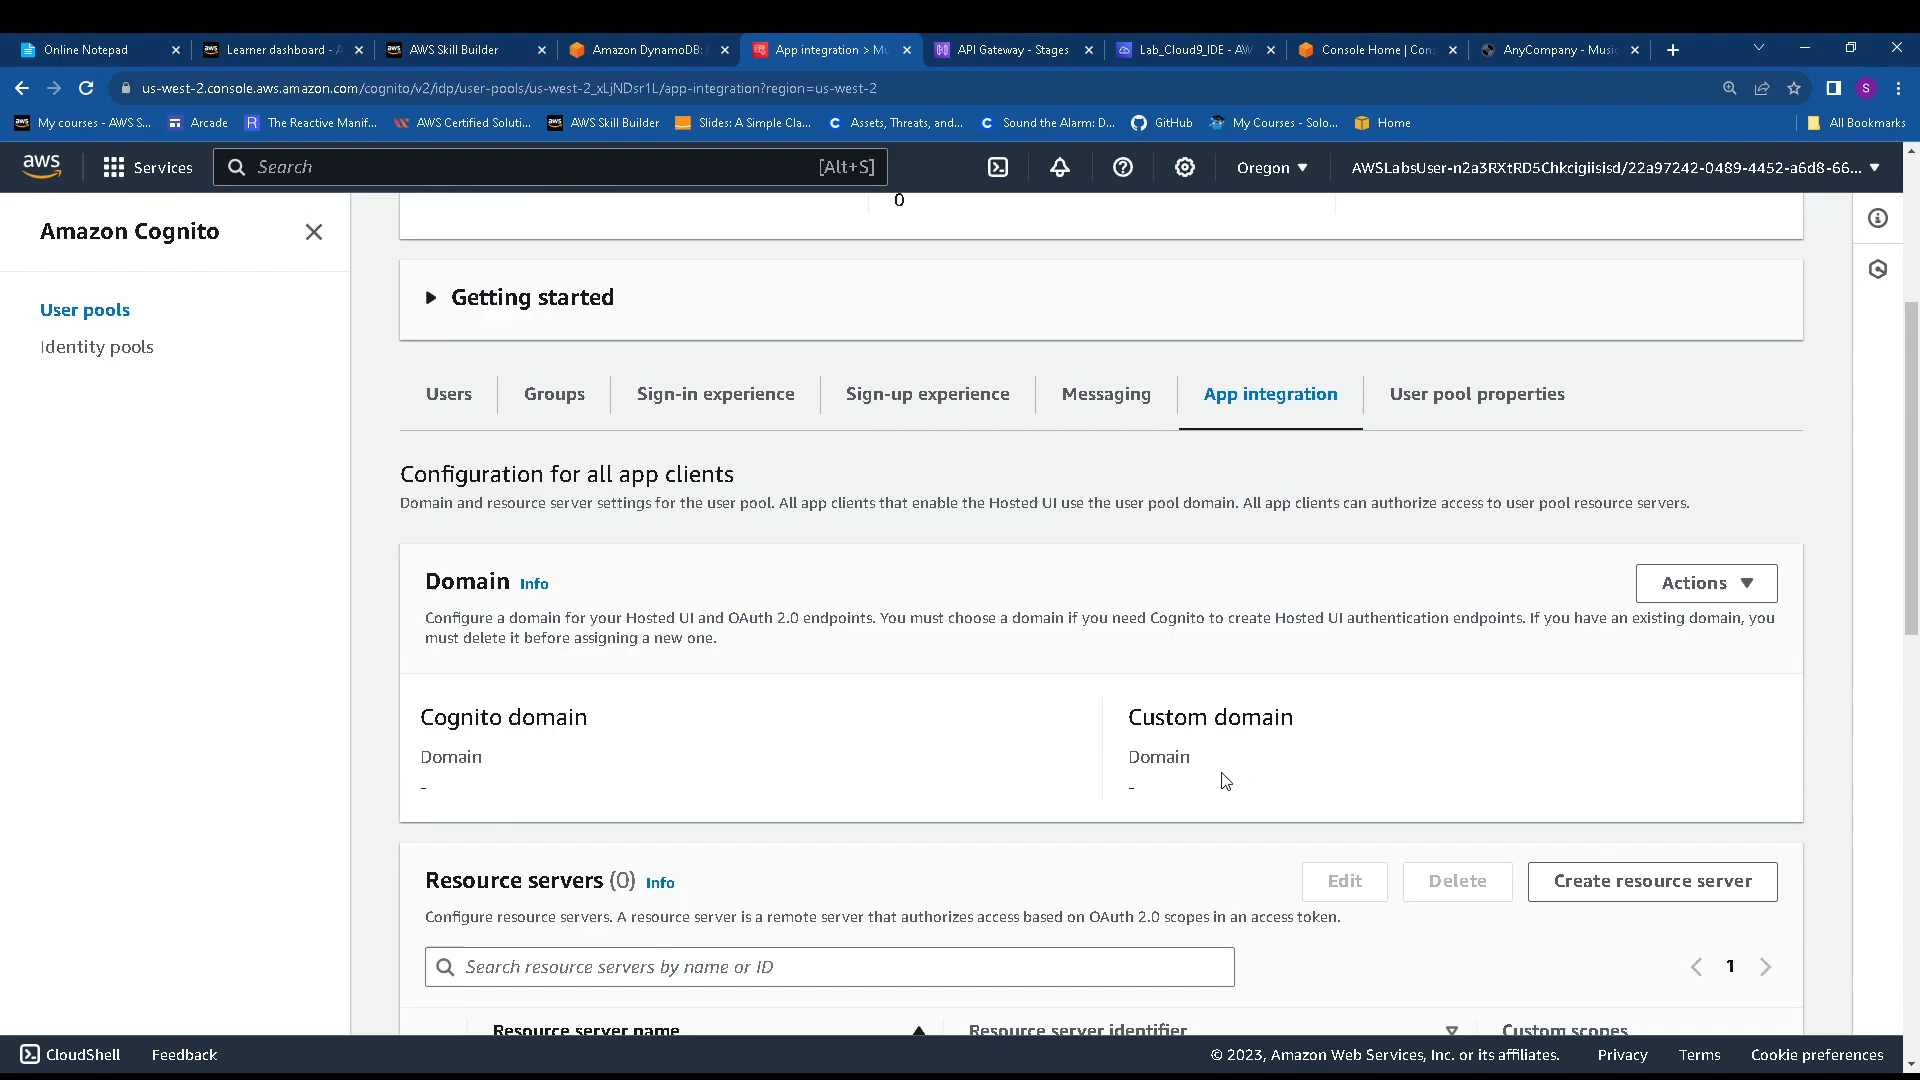 Online Notepad
Learner dashboard - A
AWS Skill Builder
Amazon DynamoDB:
App integration > Mu
API Gateway - Stages
Lab_Cloud9_IDE - AW
Console Home | Con
AnyCompany - Music
us-west-2.console.aws.amazon.com/cognito/v2/idp/user-pools/us-west-2_xLjNDsr1L/app-integration?region=us-west-2
S
My courses - AWS S...
Arcade
The Reactive Manif...
AWS Certified Soluti...
AWS Skill Builder
Slides: A Simple Cla...
Assets, Threats, and...
Sound the Alarm: D...
GitHub
My Courses - Solo...
Home
All Bookmarks
aws
Services
Search
[Alt+S]
Oregon
AWSLabsUser-n2a3RXtRD5Chkcigiisisd/22a97242-0489-4452-a6d8-66...
Amazon Cognito
User pools
Identity pools
0
Getting started
Users
Groups
Sign-in experience
Sign-up experience
Messaging
App integration
User pool properties
Configuration for all app clients
Domain and resource server settings for the user pool. All app clients that enable the Hosted UI use the user pool domain. All app clients can authorize access to user pool resource servers.
Domain Info
Actions
Configure a domain for your Hosted UI and OAuth 2.0 endpoints. You must choose a domain if you need Cognito to create Hosted UI authentication endpoints. If you have an existing domain, you
must delete it before assigning a new one.
Cognito domain
Domain
-
Custom domain
Domain
-
Resource servers (0) Info
Edit
Delete
Create resource server
Configure resource servers. A resource server is a remote server that authorizes access based on OAuth 2.0 scopes in an access token.
Search resource servers by name or ID
1
Resource server name
Resource server identifier
Custom scopes
CloudShell
Feedback
© 2023, Amazon Web Services, Inc. or its affiliates.
Privacy
Terms
Cookie preferences